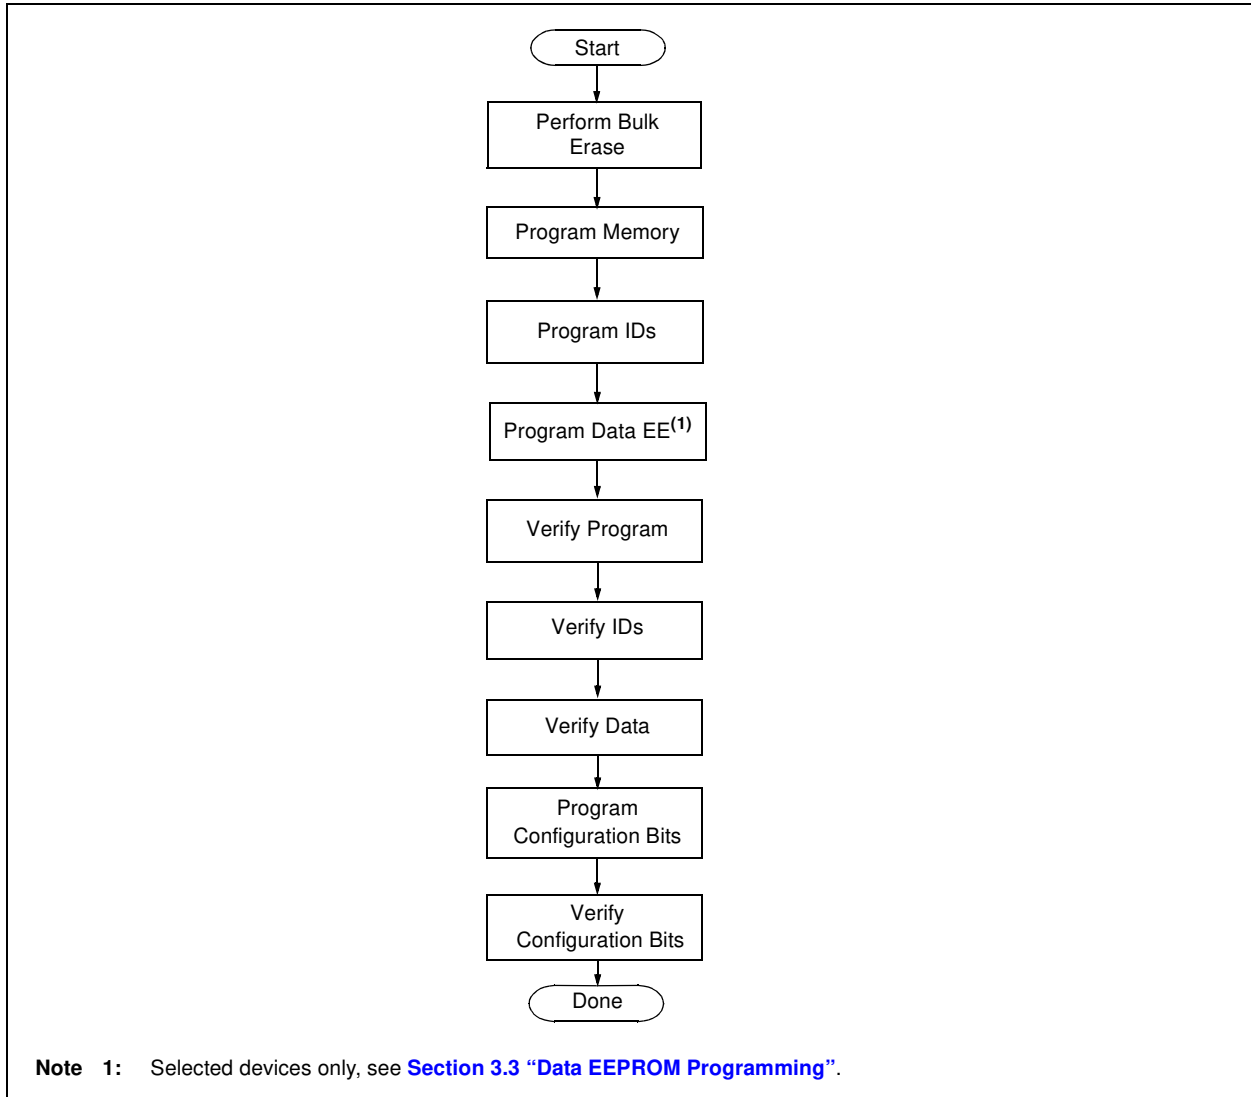 Start
Perform Bulk
Erase
Program Memory
Program IDs
Program Data EE(1)
Verify Program
Verify IDs
Verify Data
Program
Configuration Bits
Verify
Configuration Bits
Done
Note 1: Selected devices only, see Section 3.3 “Data EEPROM Programming”.